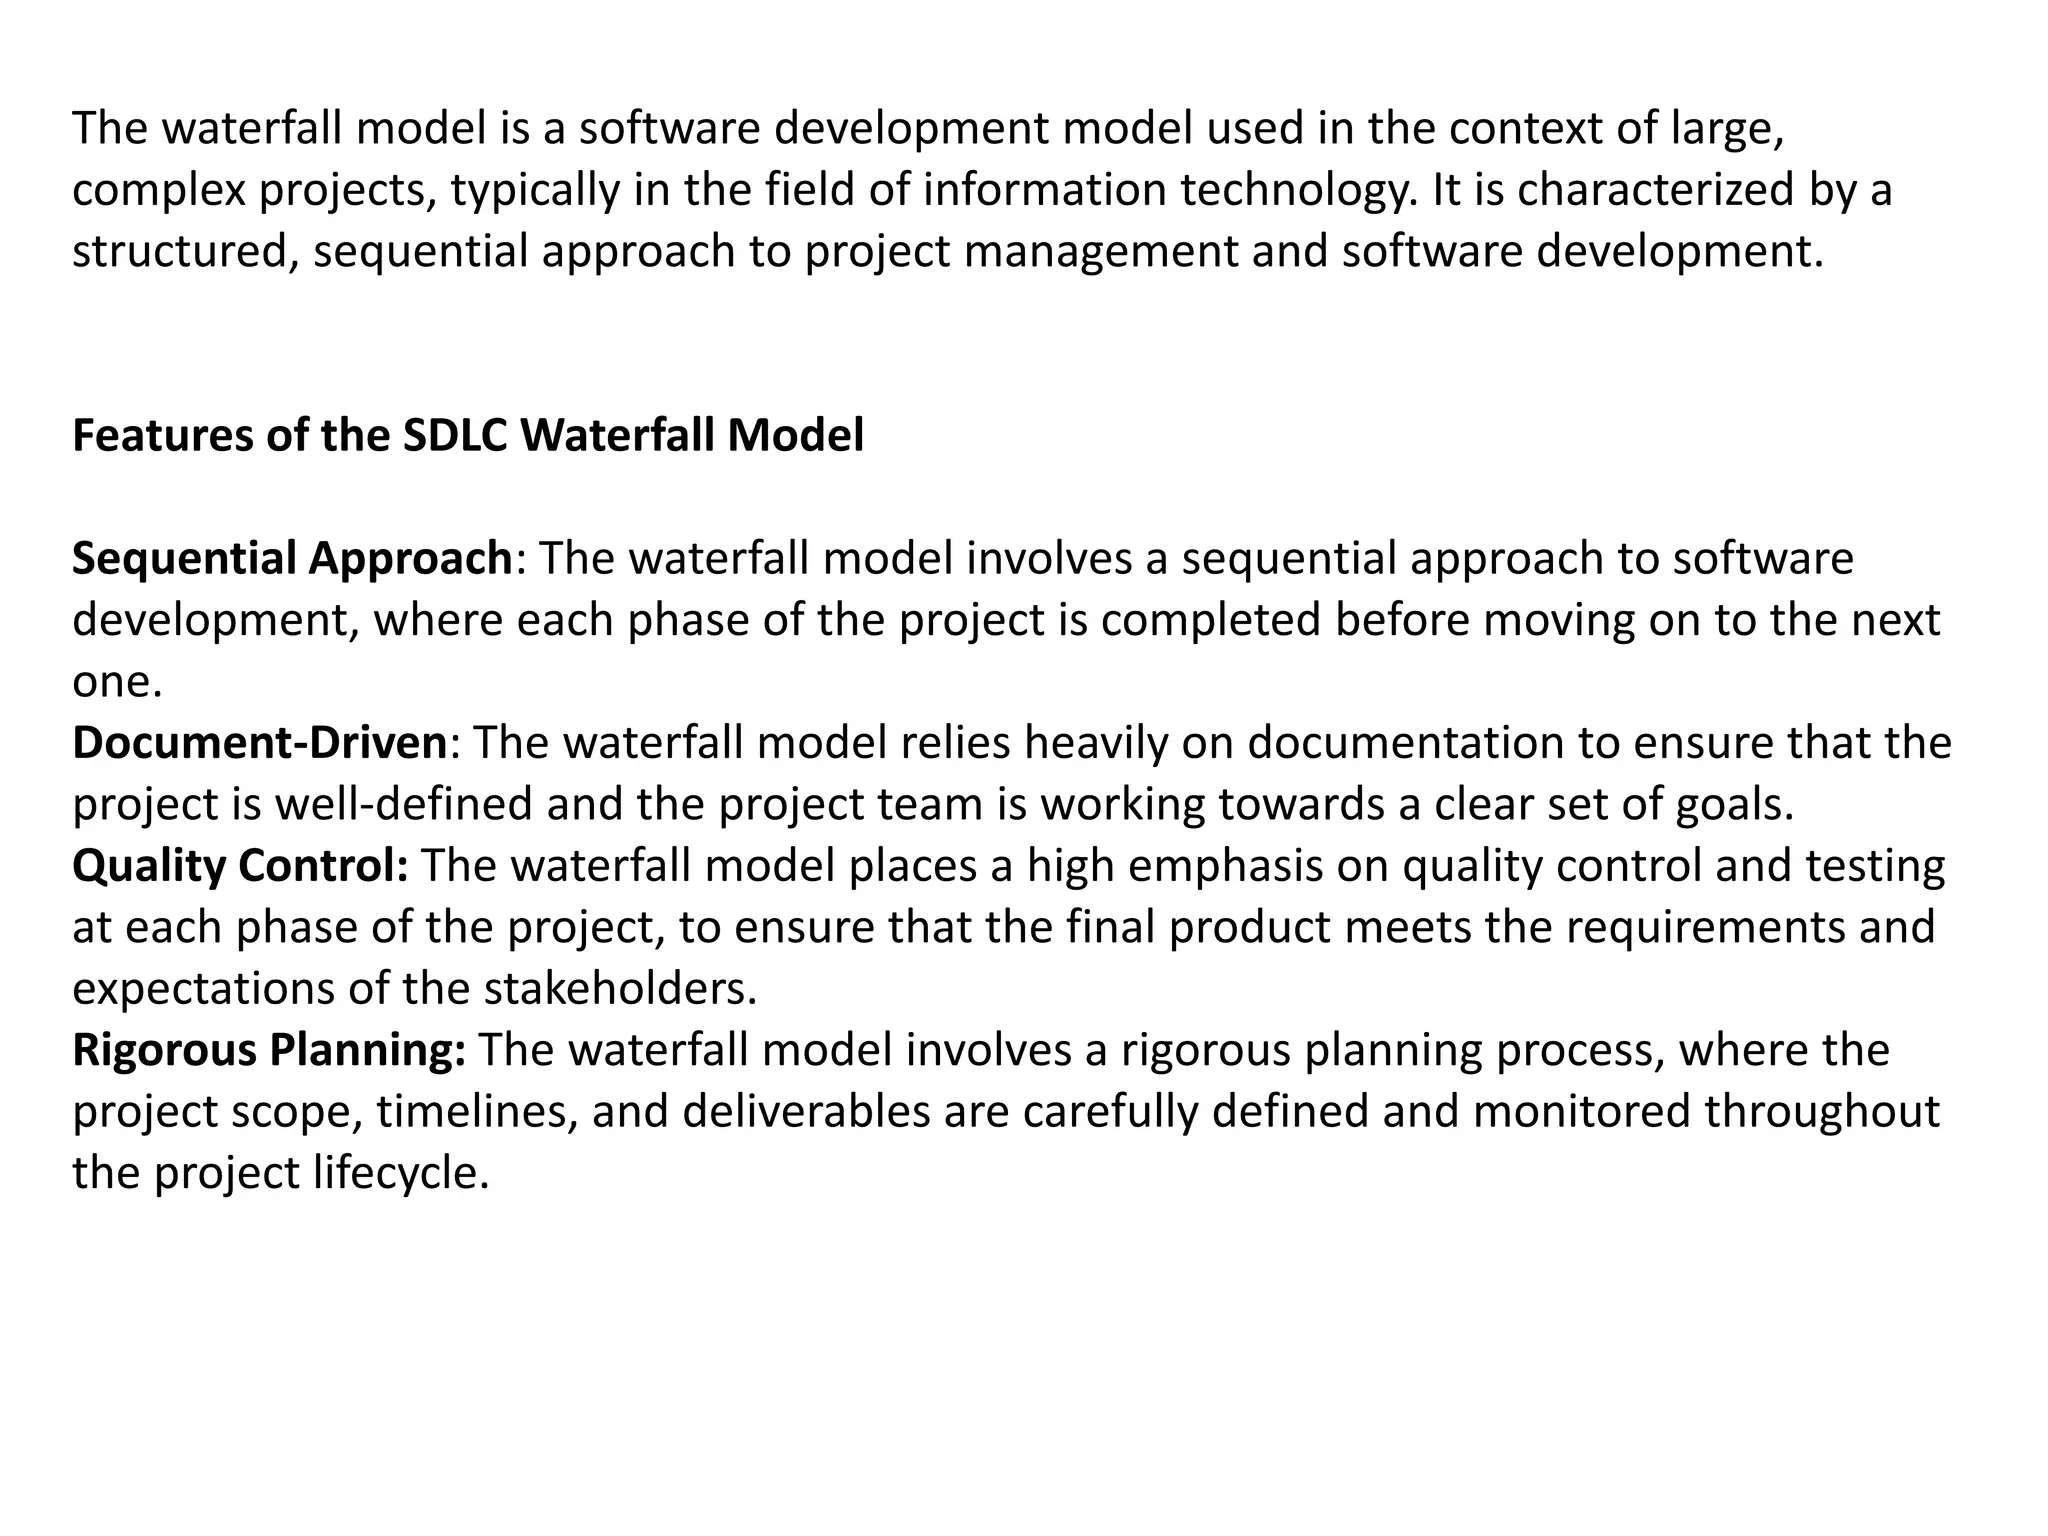 The waterfall model is a software development model used in the context of large,
complex projects, typically in the field of information technology. It is characterized by a
structured, sequential approach to project management and software development.
Features of the SDLC Waterfall Model
Sequential Approach: The waterfall model involves a sequential approach to software
development, where each phase of the project is completed before moving on to the next
one.
Document-Driven: The waterfall model relies heavily on documentation to ensure that the
project is well-defined and the project team is working towards a clear set of goals.
Quality Control: The waterfall model places a high emphasis on quality control and testing
at each phase of the project, to ensure that the final product meets the requirements and
expectations of the stakeholders.
Rigorous Planning: The waterfall model involves a rigorous planning process, where the
project scope, timelines, and deliverables are carefully defined and monitored throughout
the project lifecycle.